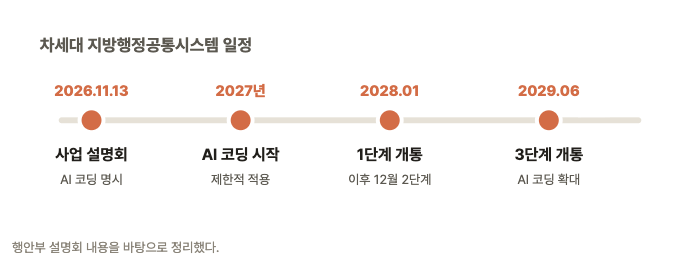 차세대 지방행정공통시스템 일정
2026.11.13
2027년
2028.01
2029.06
사업 설명회
AI 코딩 시작
1단계 개통
3단계 개통
AI 코딩 명시
제한적 적용
이후 12월 2단계
AI 코딩 확대
행안부 설명회 내용을 바탕으로 정리했다.